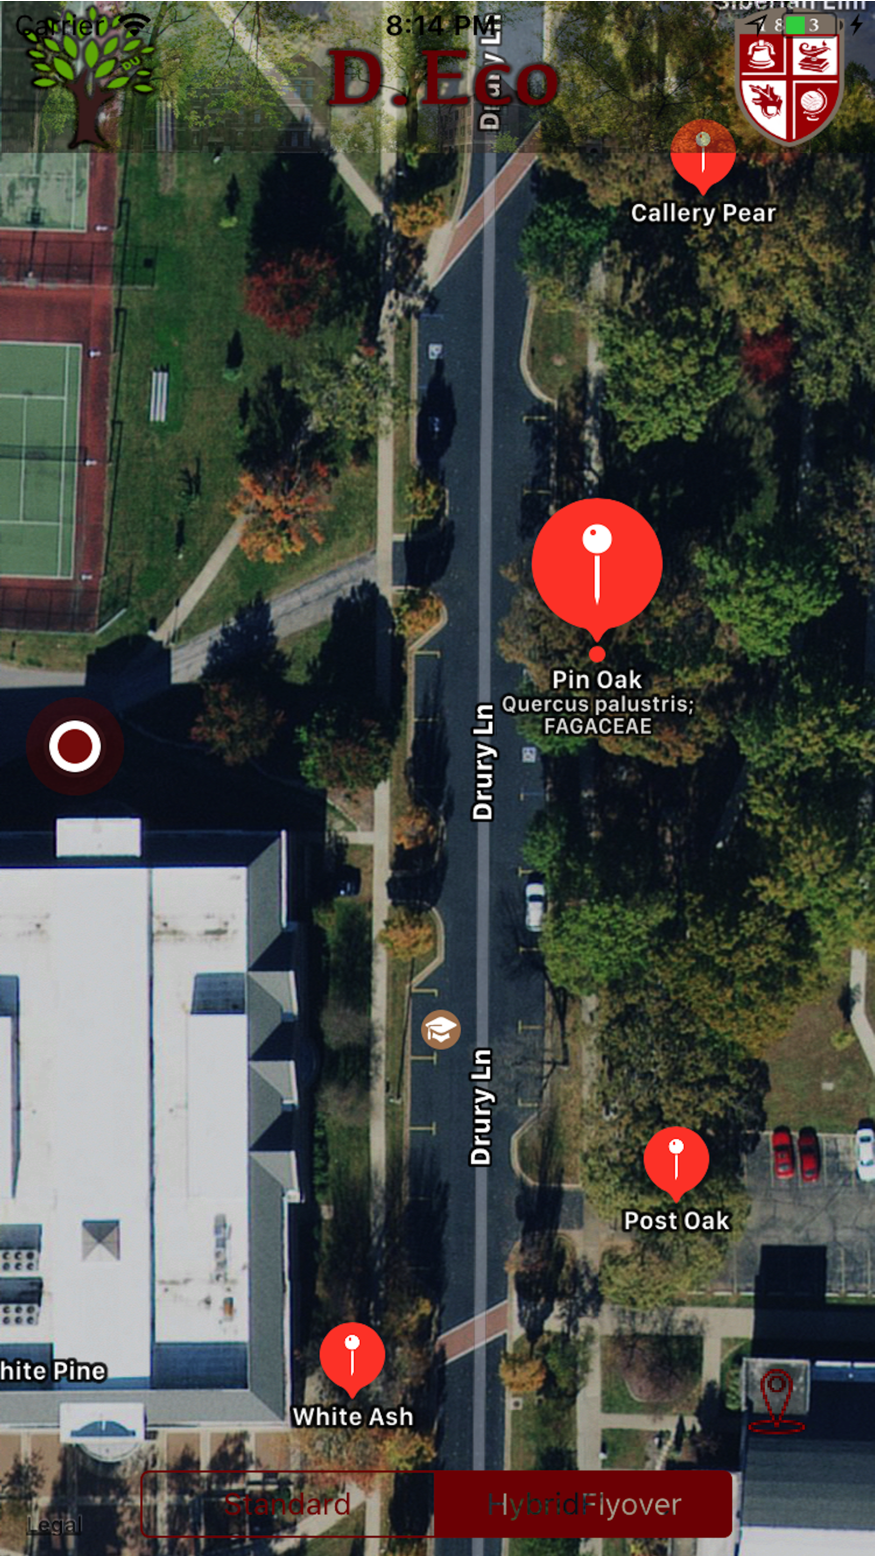 Siberian Elm
Carrier
8:14 PM
83
D.Eco
DU
Drury Ln
Callery Pear
Pin Oak
Quercus palustris;
FAGACEAE
Drury Ln
Drury Ln
Post Oak
hite Pine
White Ash
Standard
HybridFlyover
Legal